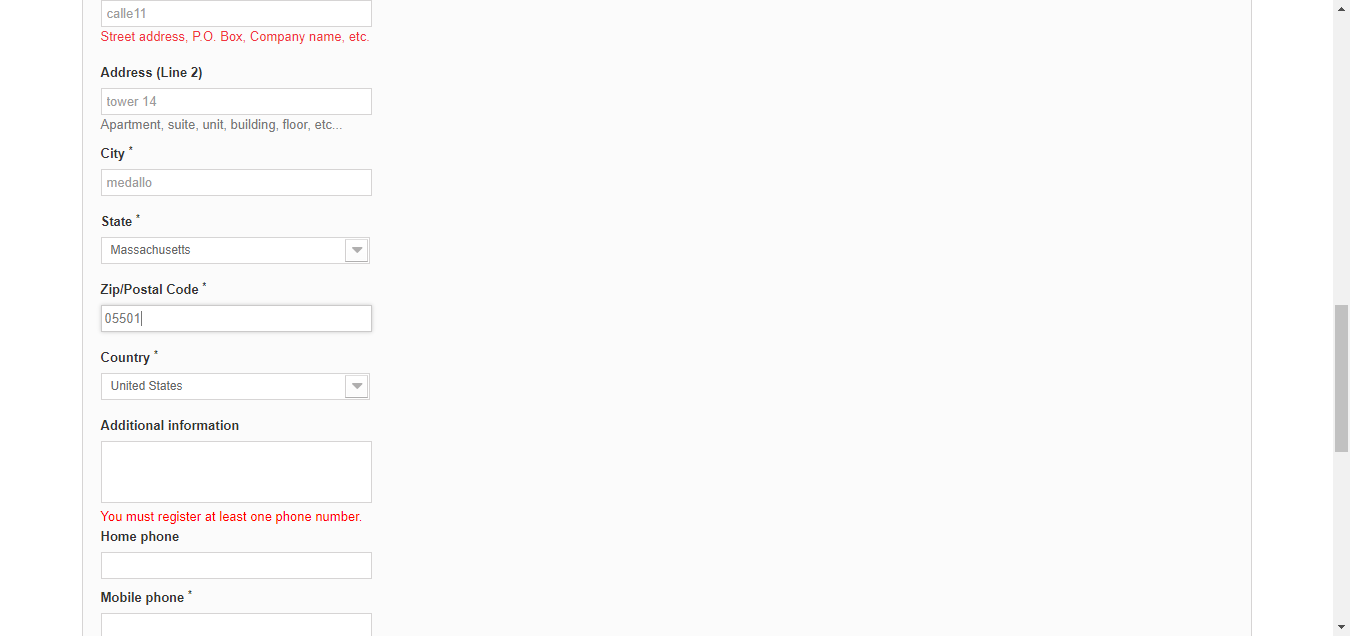 calle11
Street address, P.O. Box, Company name, etc.
Address (Line 2)
tower 14
Apartment, suite, unit, building, floor, etc...
City *
medallo
State *
Massachusetts
Zip/Postal Code *
05501
Country *
United States
Additional information
You must register at least one phone number.
Home phone
Mobile phone *